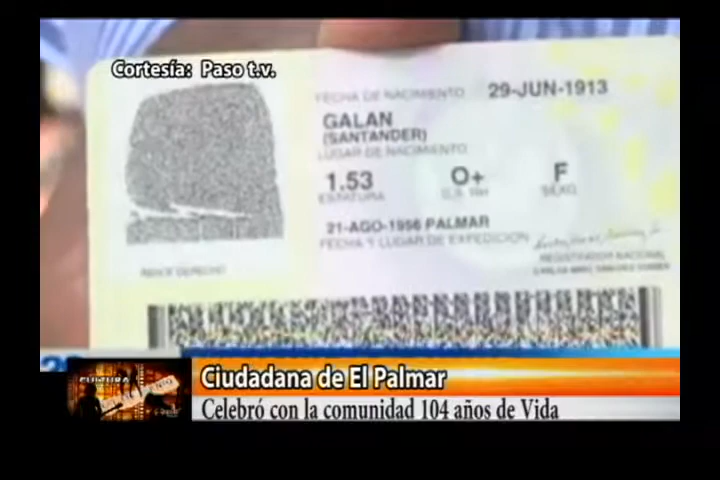 Cortesía: Paso t.v.
FECHA DE NACIMIENTO 29-JUN-1913
GALAN
(SANTANDER)
LUGAR DE NACIMIENTO
1.53 O+ F
ESTATURA G.S. RH SEXO
21-AGO-1956 PALMAR
FECHA Y LUGAR DE EXPEDICION
REGISTRADOR NACIONAL
INDICE DERECHO
CULTURA
Ciudadana de El Palmar
Celebró con la comunidad 104 años de Vida